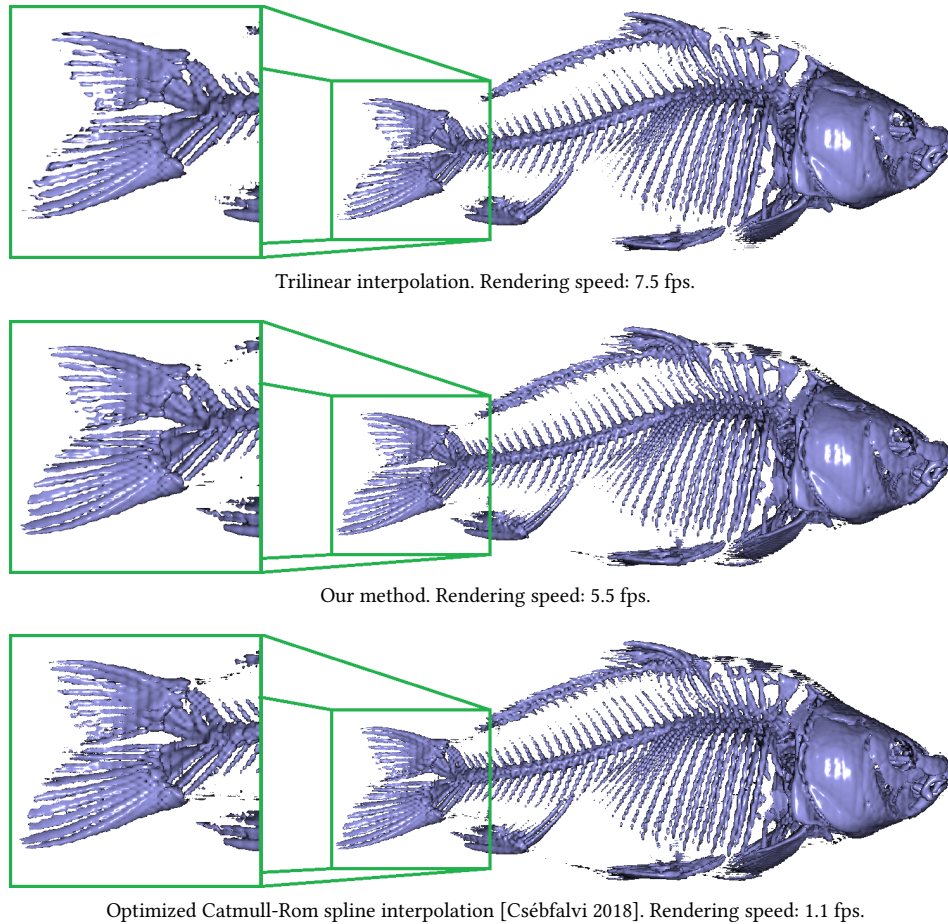 Trilinear interpolation. Rendering speed: 7.5 fps.
Our method. Rendering speed: 5.5 fps.
Optimized Catmull-Rom spline interpolation [Csébfalvi 2018]. Rendering speed: 1.1 fps.